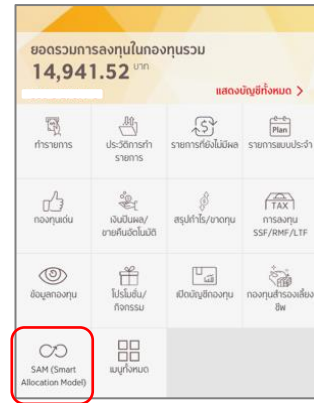 ยอดรวมการลงทุนในกองทุนรวม
14,941.52 บาท
แสดงบัญชีทั้งหมด >
ทำรายการ
ประวัติการทำ
รายการ
รายการที่ยังไม่มีผล
Plan
รายการแบบประจำ
กองทุนเด่น
เงินปันผล/
ขายคืนอัตโนมัติ
สรุปกำไร/ขาดทุน
TAX
การลงทุน
SSF/RMF/LTF
ข้อมูลกองทุน
โปรโมชั่น/
กิจกรรม
เปิดบัญชีกองทุน
กองทุนสำรองเลี้ยง
ชีพ
SAM (Smart
Allocation Model)
เมนูทั้งหมด